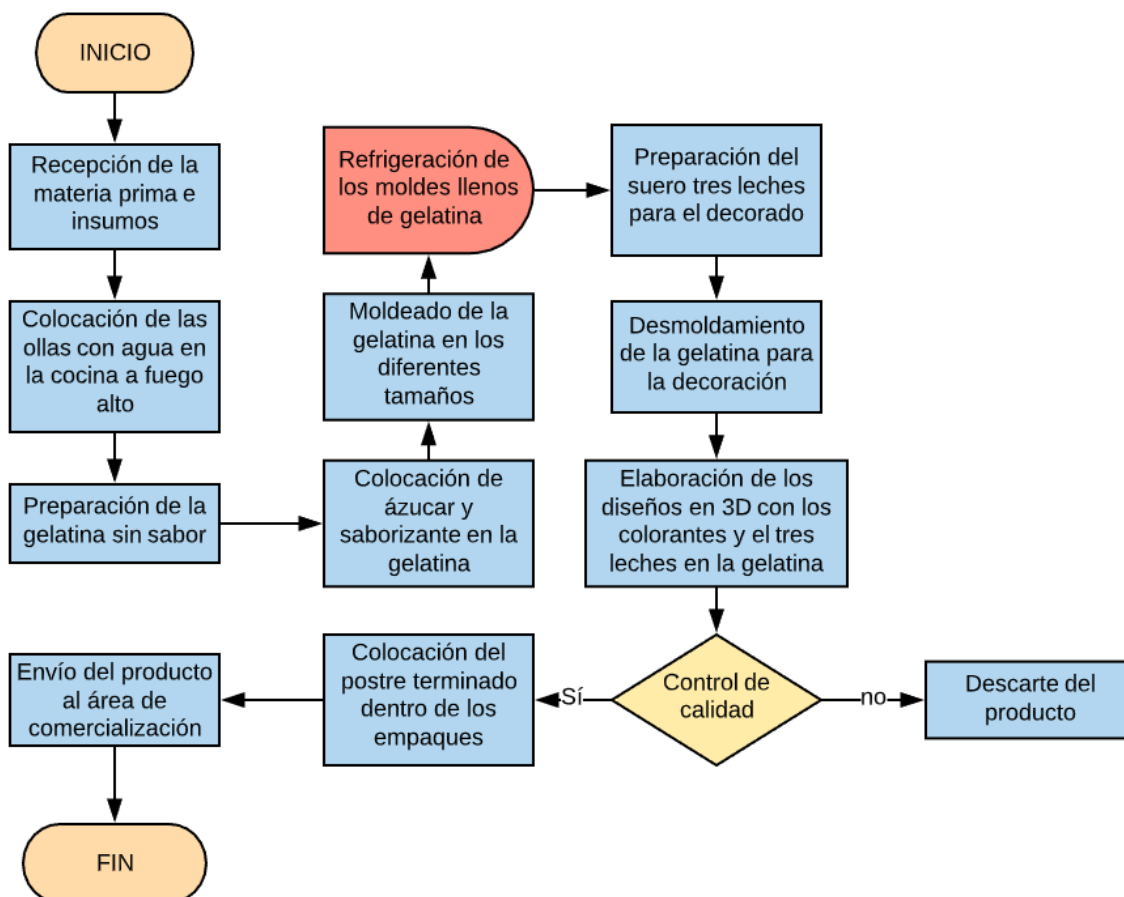 INICIO
Recepción de la
materia prima e
insumos
Colocación de las
ollas con agua en
la cocina a fuego
alto
Preparación de la
gelatina sin sabor
Colocación de
ázucar y
saborizante en la
gelatina
Moldeado de la
gelatina en los
diferentes
tamaños
Refrigeración de
los moldes llenos
de gelatina
Preparación del
suero tres leches
para el decorado
Desmoldamiento
de la gelatina para
la decoración
Elaboración de los
diseños en 3D con los
colorantes y el tres
leches en la gelatina
Control de
calidad
no
Descarte del
producto
Sí
Colocación del
postre terminado
dentro de los
empaques
Envío del producto
al área de
comercialización
FIN